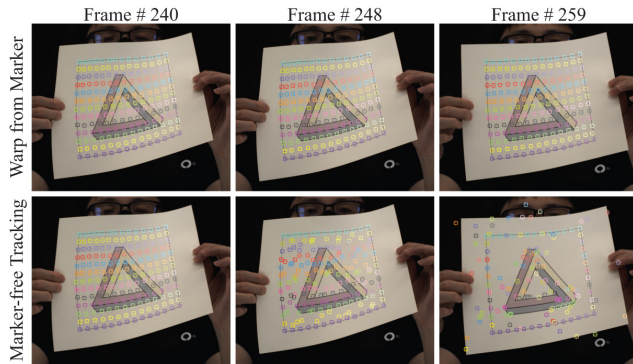 Frame # 240 Frame # 248 Frame # 259
Warp from Marker
Marker-free Tracking